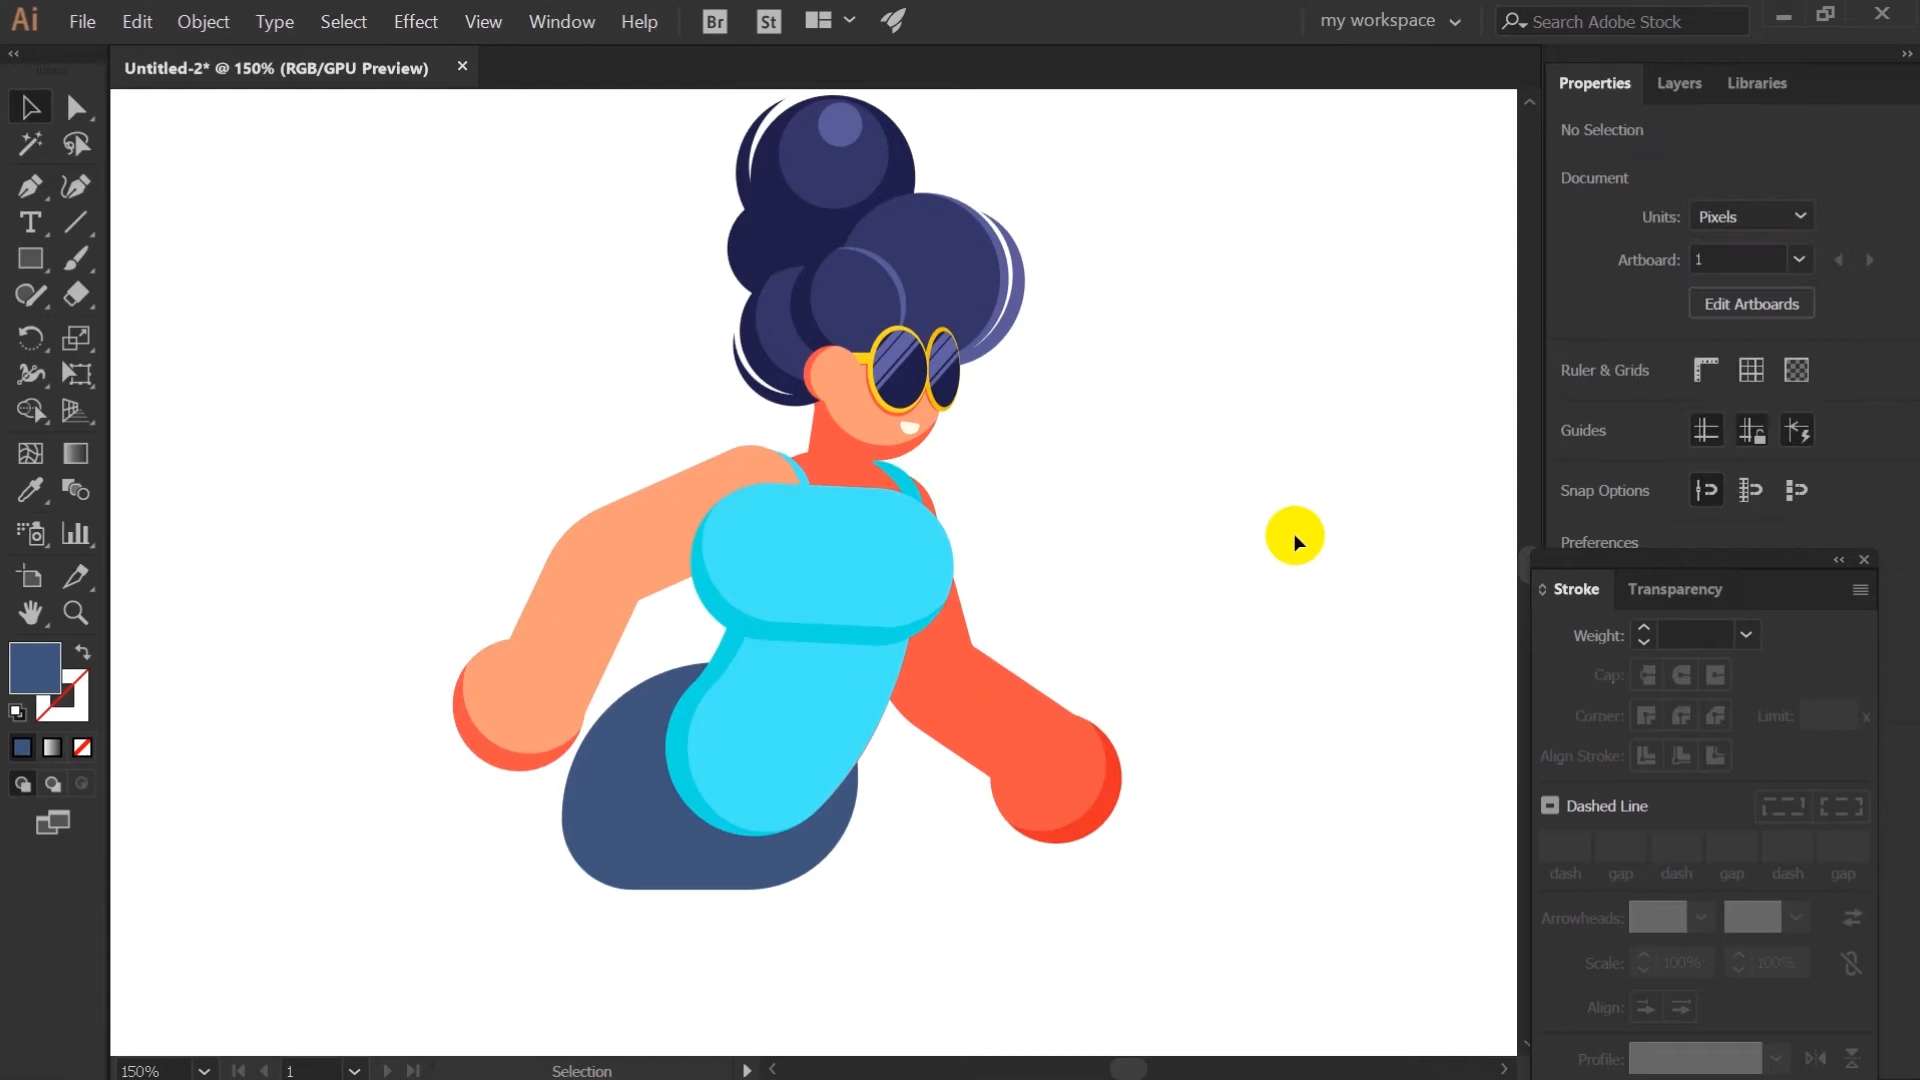 Ai File Edit Object Type Select Effect View Window Help Br St my workspace Search Adobe Stock
Untitled-2* @ 150% (RGB/GPU Preview)
Properties Layers Libraries
No Selection
Document
Units: Pixels
Artboard: 1
Edit Artboards
Ruler & Grids
Guides
Snap Options
Preferences
Stroke Transparency
Weight:
Cap:
Corner: Limit: x
Align Stroke:
Dashed Line
dash gap dash gap dash gap
Arrowheads:
Scale: 100% 100%
Align:
Profile:
150% 1 Selection